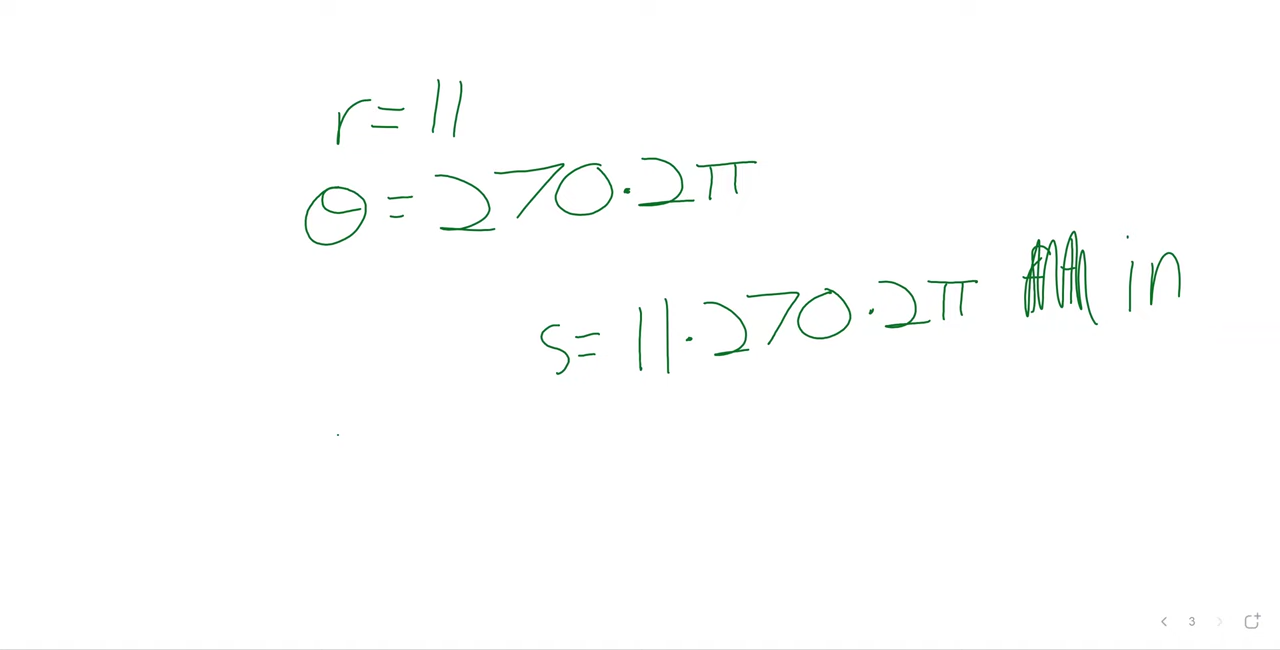 r = 11
θ = 270 · 2π
s = 11 · 270 · 2π in
3